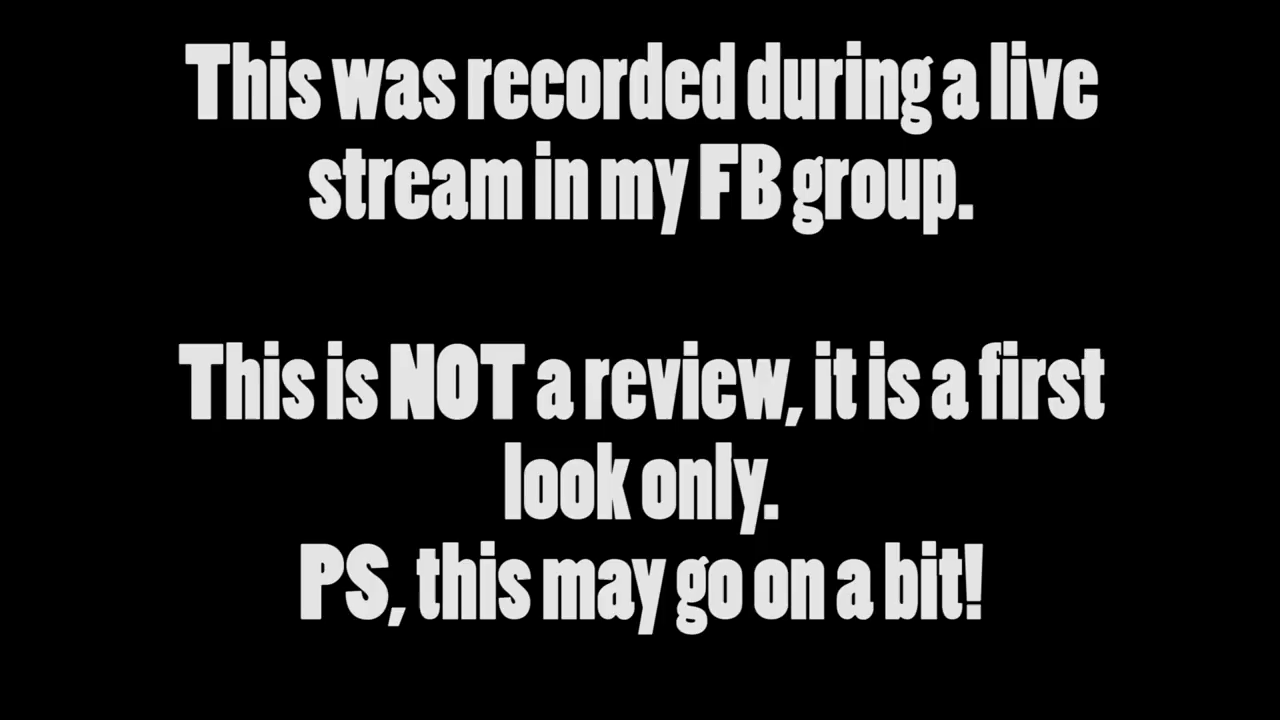 This was recorded during a live
stream in my FB group.
This is NOT a review, it is a first
look only.
PS, this may go on a bit!